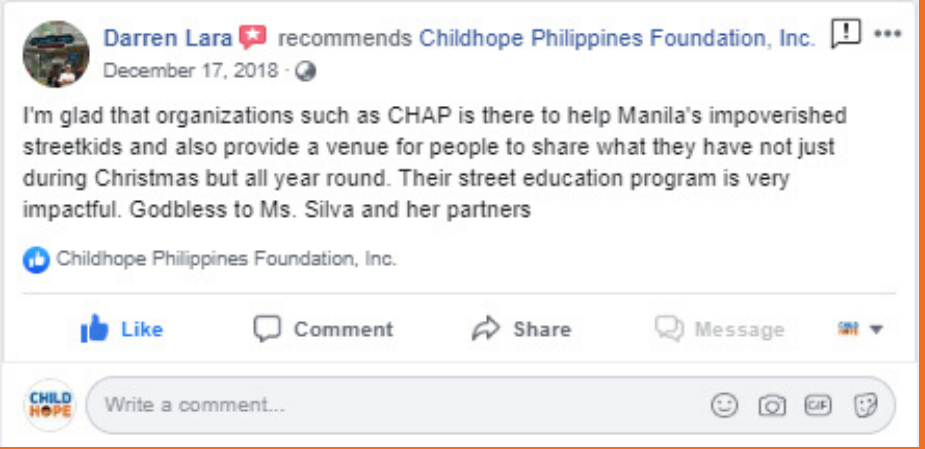 Darren Lara recommends Childhope Philippines Foundation, Inc.
December 17, 2018 ·
I'm glad that organizations such as CHAP is there to help Manila's impoverished
streetkids and also provide a venue for people to share what they have not just
during Christmas but all year round. Their street education program is very
impactful. Godbless to Ms. Silva and her partners
Childhope Philippines Foundation, Inc.
Like Comment Share Message CHILD HOPE
CHILD
HOPE
Write a comment...
GIF